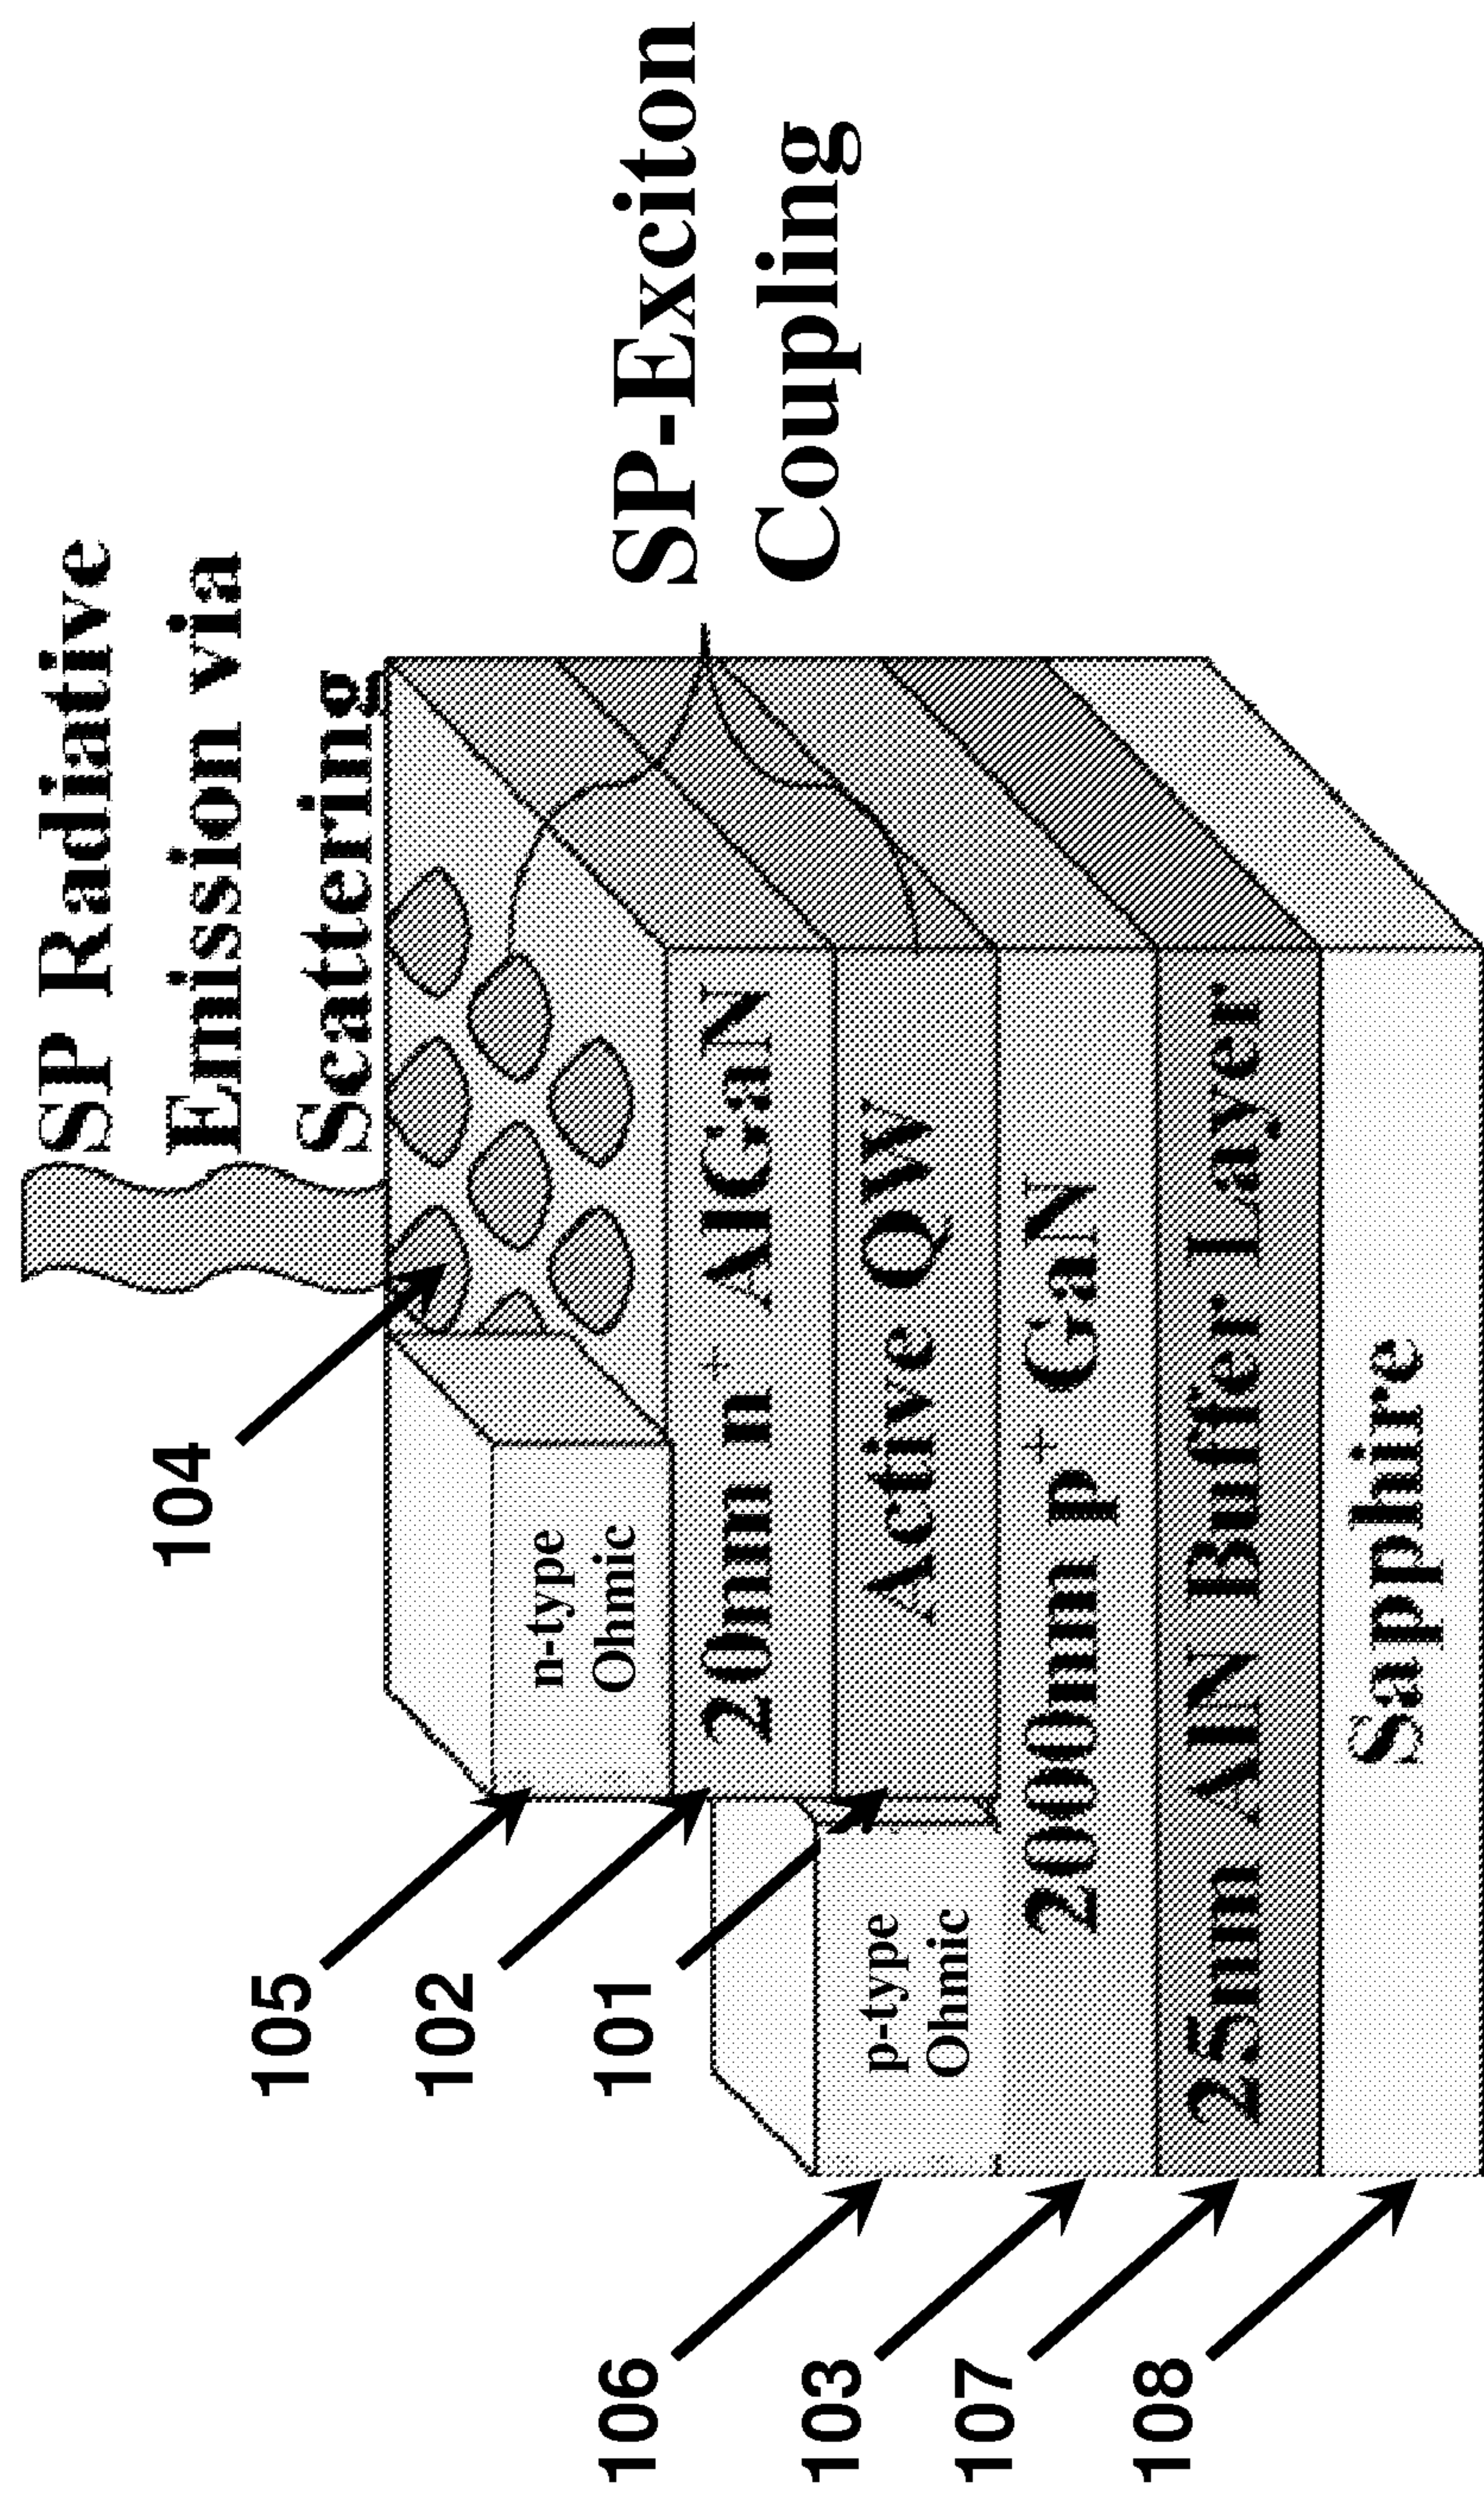 SP Radiative
Emission via
Scattering
104
SP-Exciton
Coupling
105
n-type
Ohmic
102
20nm n+ AlGaN
101
Active QW
106
p-type
Ohmic
103
2000nm p+ GaN
107
25nm AlN Buffer Layer
108
Sapphire